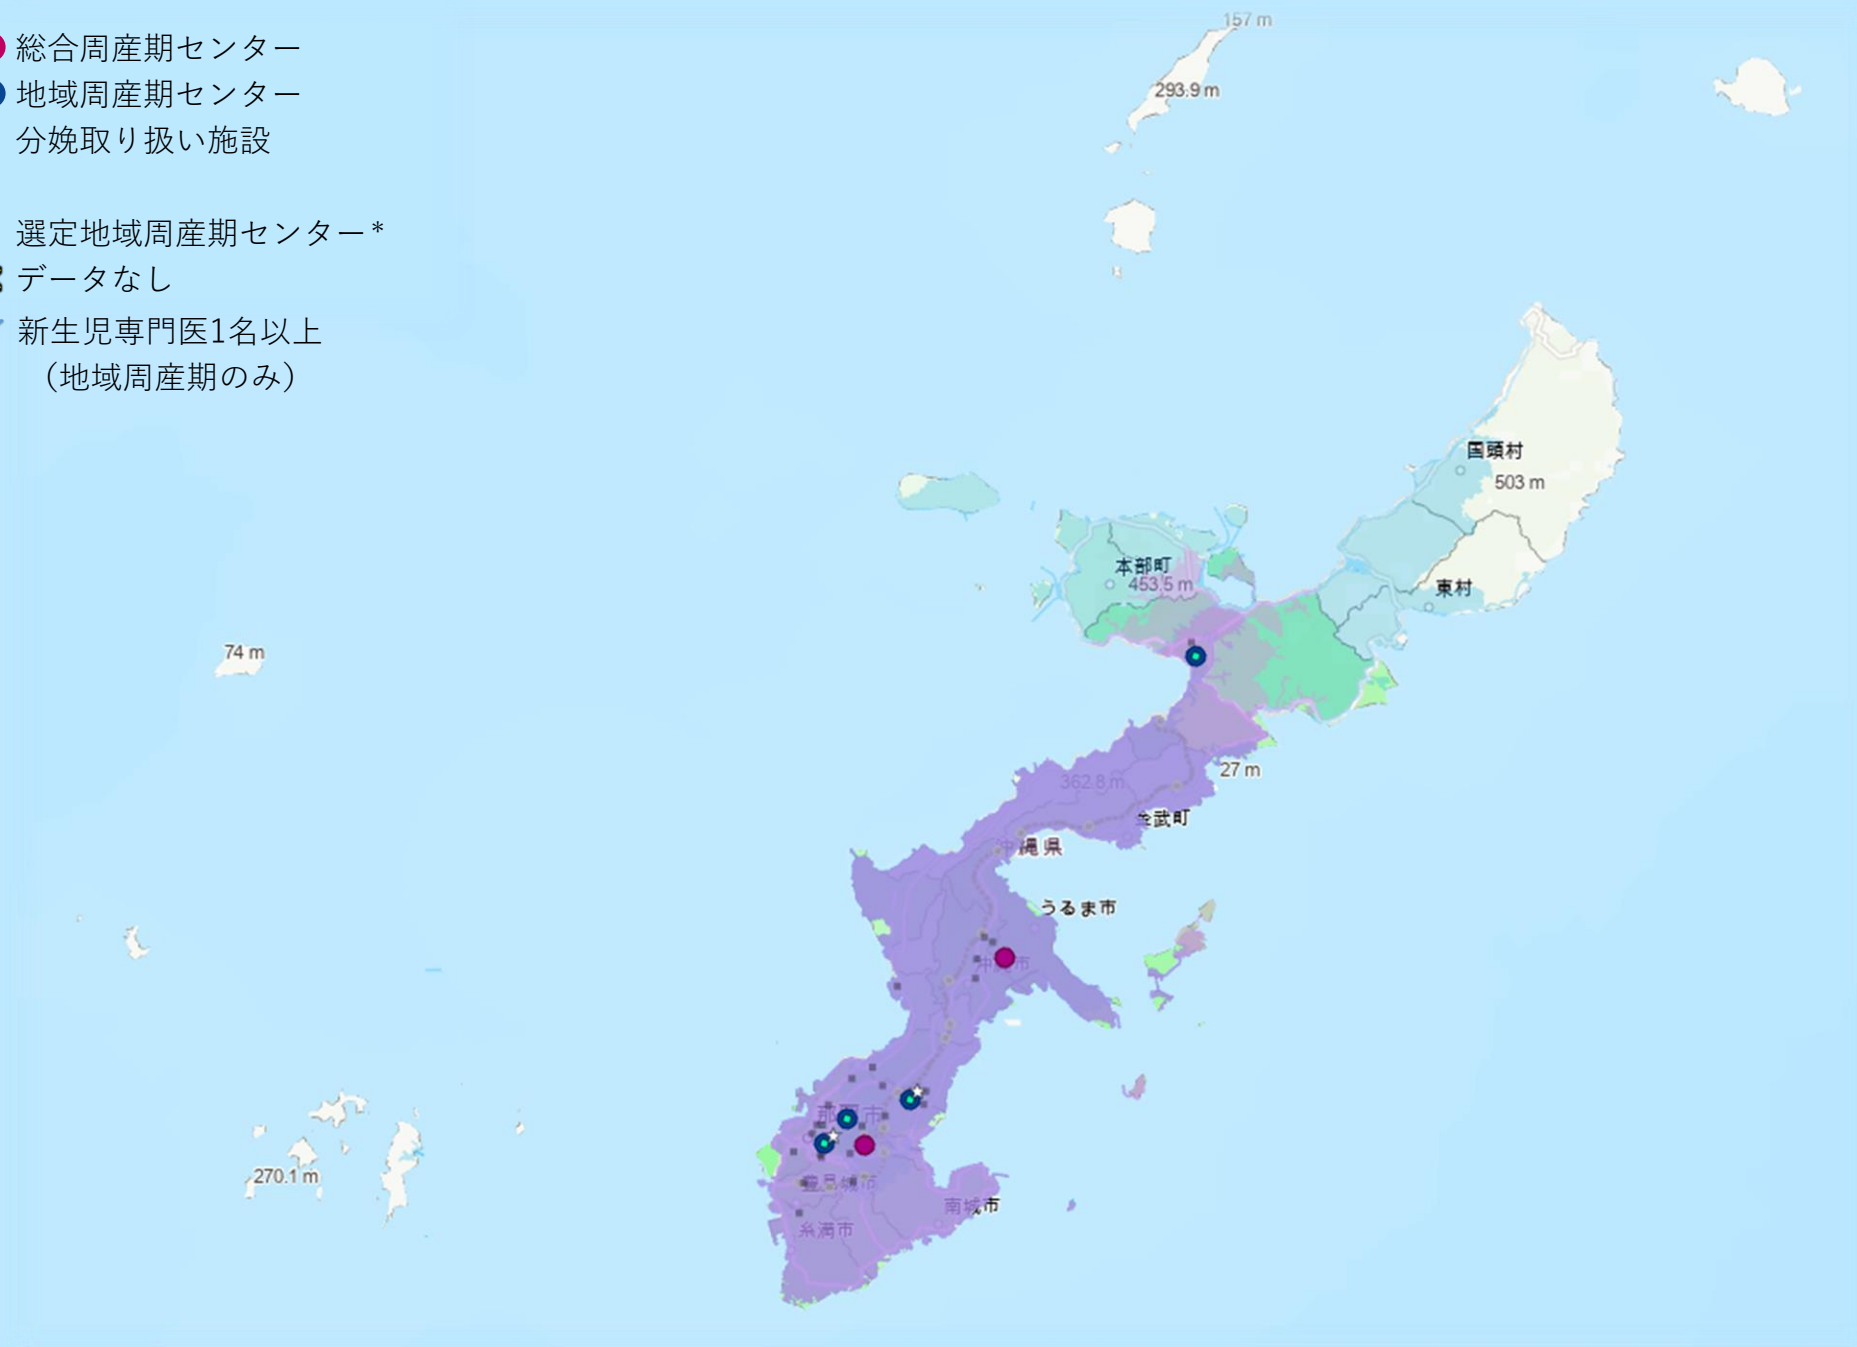 総合周産期センター
地域周産期センター
分娩取り扱い施設
選定地域周産期センター*
データなし
新生児専門医1名以上
（地域周産期のみ）
157 m
293.9 m
国頭村
503 m
本部町
453.5 m
東村
74 m
27 m
362.8 m
金武町
沖縄県
うるま市
沖縄市
那覇市
270.1 m
豊見城市
南城市
糸満市